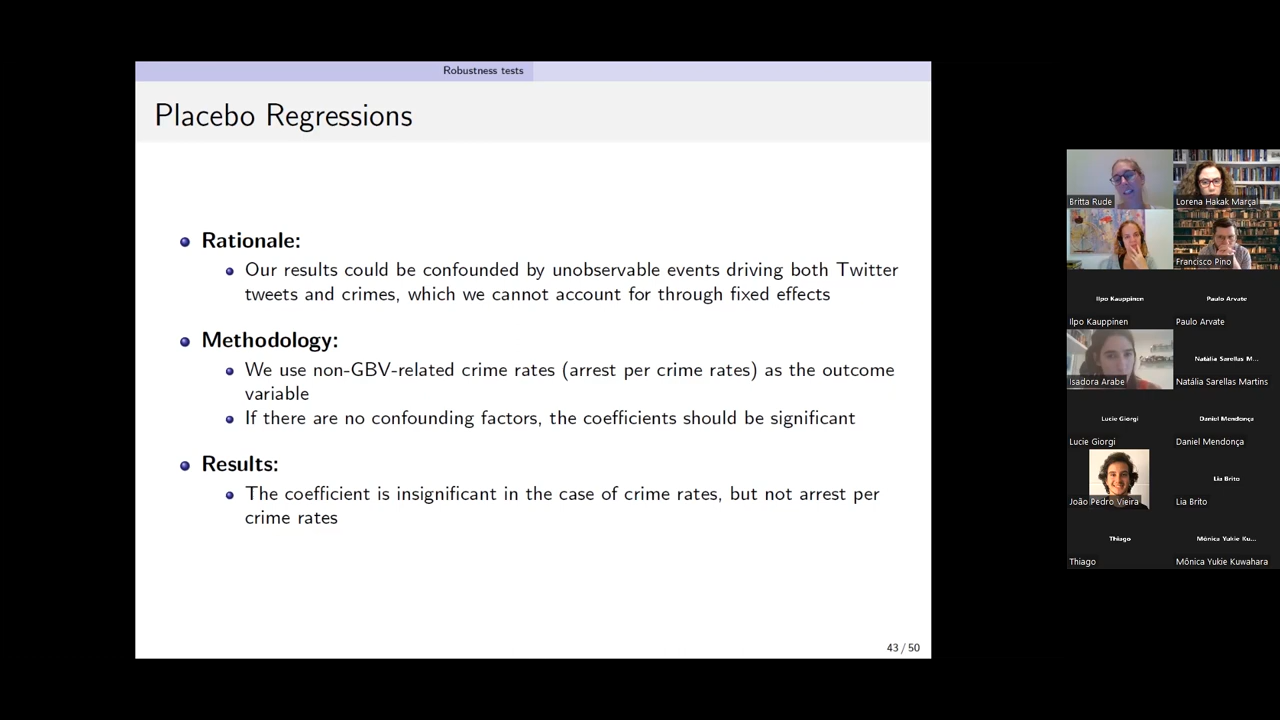 Robustness tests
Placebo Regressions
Rationale:
Our results could be confounded by unobservable events driving both Twitter
tweets and crimes, which we cannot account for through fixed effects
Methodology:
We use non-GBV-related crime rates (arrest per crime rates) as the outcome
variable
If there are no confounding factors, the coefficients should be significant
Results:
The coefficient is insignificant in the case of crime rates, but not arrest per
crime rates
43 / 50
Britta Rude
Lorena Hakak Marçal
Francisco Pino
Ilpo Kauppinen
Paulo Arvate
Ilpo Kauppinen
Paulo Arvate
Natália Sarellas M...
Isadora Arabe
Natália Sarellas Martins
Lucie Giorgi
Daniel Mendonça
Lucie Giorgi
Daniel Mendonça
Lia Brito
João Pedro Vieira
Lia Brito
Thiago
Mônica Yukie Ku...
Thiago
Mônica Yukie Kuwahara